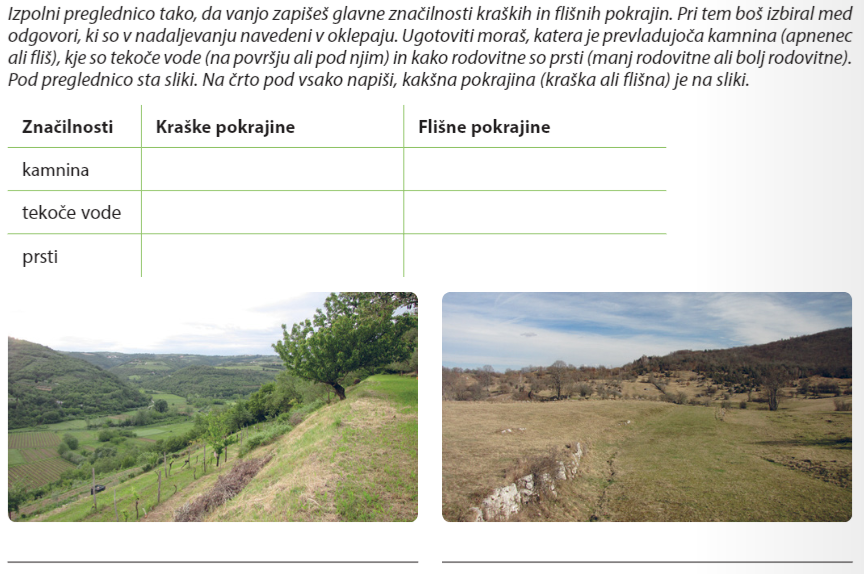 Izpolni preglednico tako, da vanjo zapišeš glavne značilnosti kraških in flišnih pokrajin. Pri tem boš izbiral med
odgovori, ki so v nadaljevanju navedeni v oklepaju. Ugotoviti moraš, katera je prevladujoča kamnina (apnenec
ali fliš), kje so tekoče vode (na površju ali pod njim) in kako rodovitne so prsti (manj rodovitne ali bolj rodovitne).
Pod preglednico sta sliki. Na črto pod vsako napiši, kakšna pokrajina (kraška ali flišna) je na sliki.
Značilnosti Kraške pokrajine Flišne pokrajine
kamnina
tekoče vode
prsti